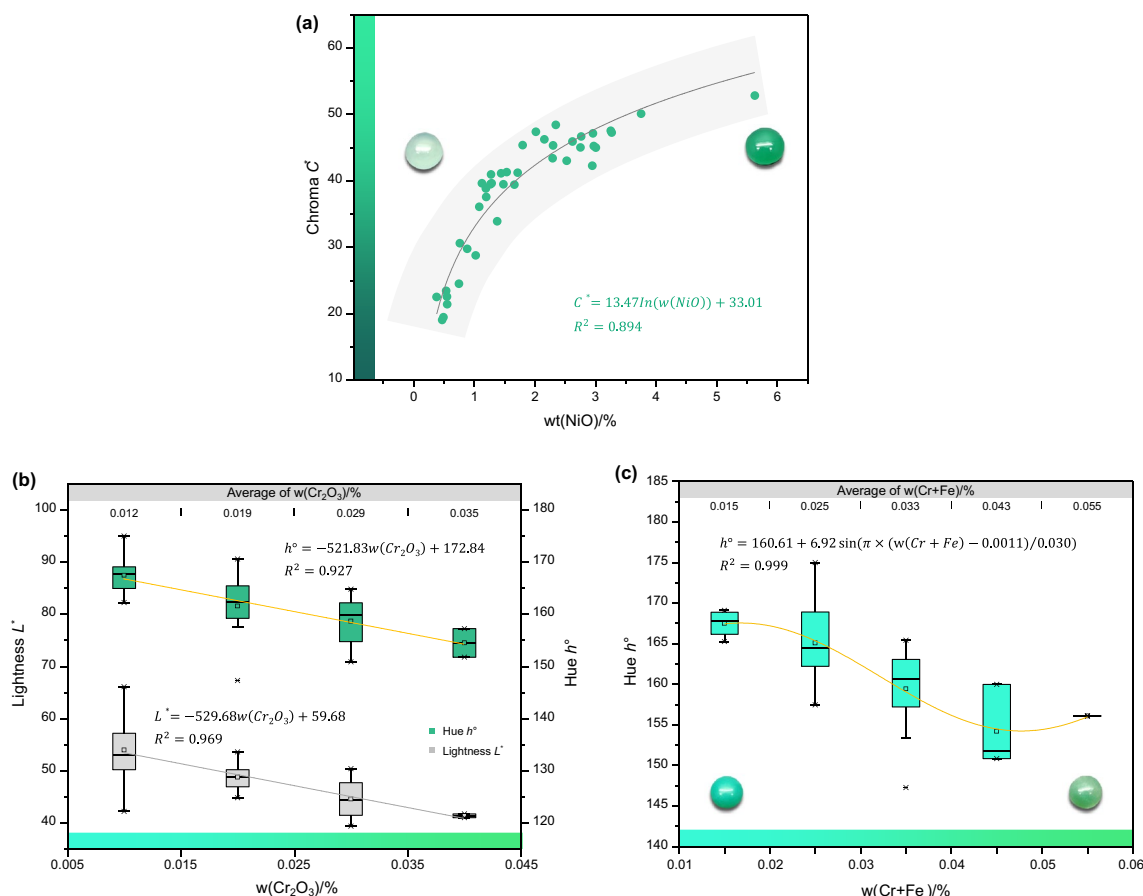 (a)
60
50
40
30
20
10
Chroma C*
C* = 13.47ln(w(NiO)) + 33.01
R² = 0.894
0 1 2 3 4 5 6
wt(NiO)/%
(b)
Average of w(Cr₂O₃)/%
0.012 0.019 0.029 0.035
100
90
80
70
60
50
40
Lightness L*
180
170
160
150
140
130
120
Hue h°
h° = −521.83w(Cr₂O₃) + 172.84
R² = 0.927
L* = −529.68w(Cr₂O₃) + 59.68
R² = 0.969
Hue h°
Lightness L*
0.005 0.015 0.025 0.035 0.045
w(Cr₂O₃)/%
(c)
Average of w(Cr+Fe)/%
0.015 0.025 0.033 0.043 0.055
185
180
175
170
165
160
155
150
145
140
Hue h°
h° = 160.61 + 6.92 sin(π × (w(Cr + Fe) − 0.0011)/0.030)
R² = 0.999
0.01 0.02 0.03 0.04 0.05 0.06
w(Cr+Fe)/%